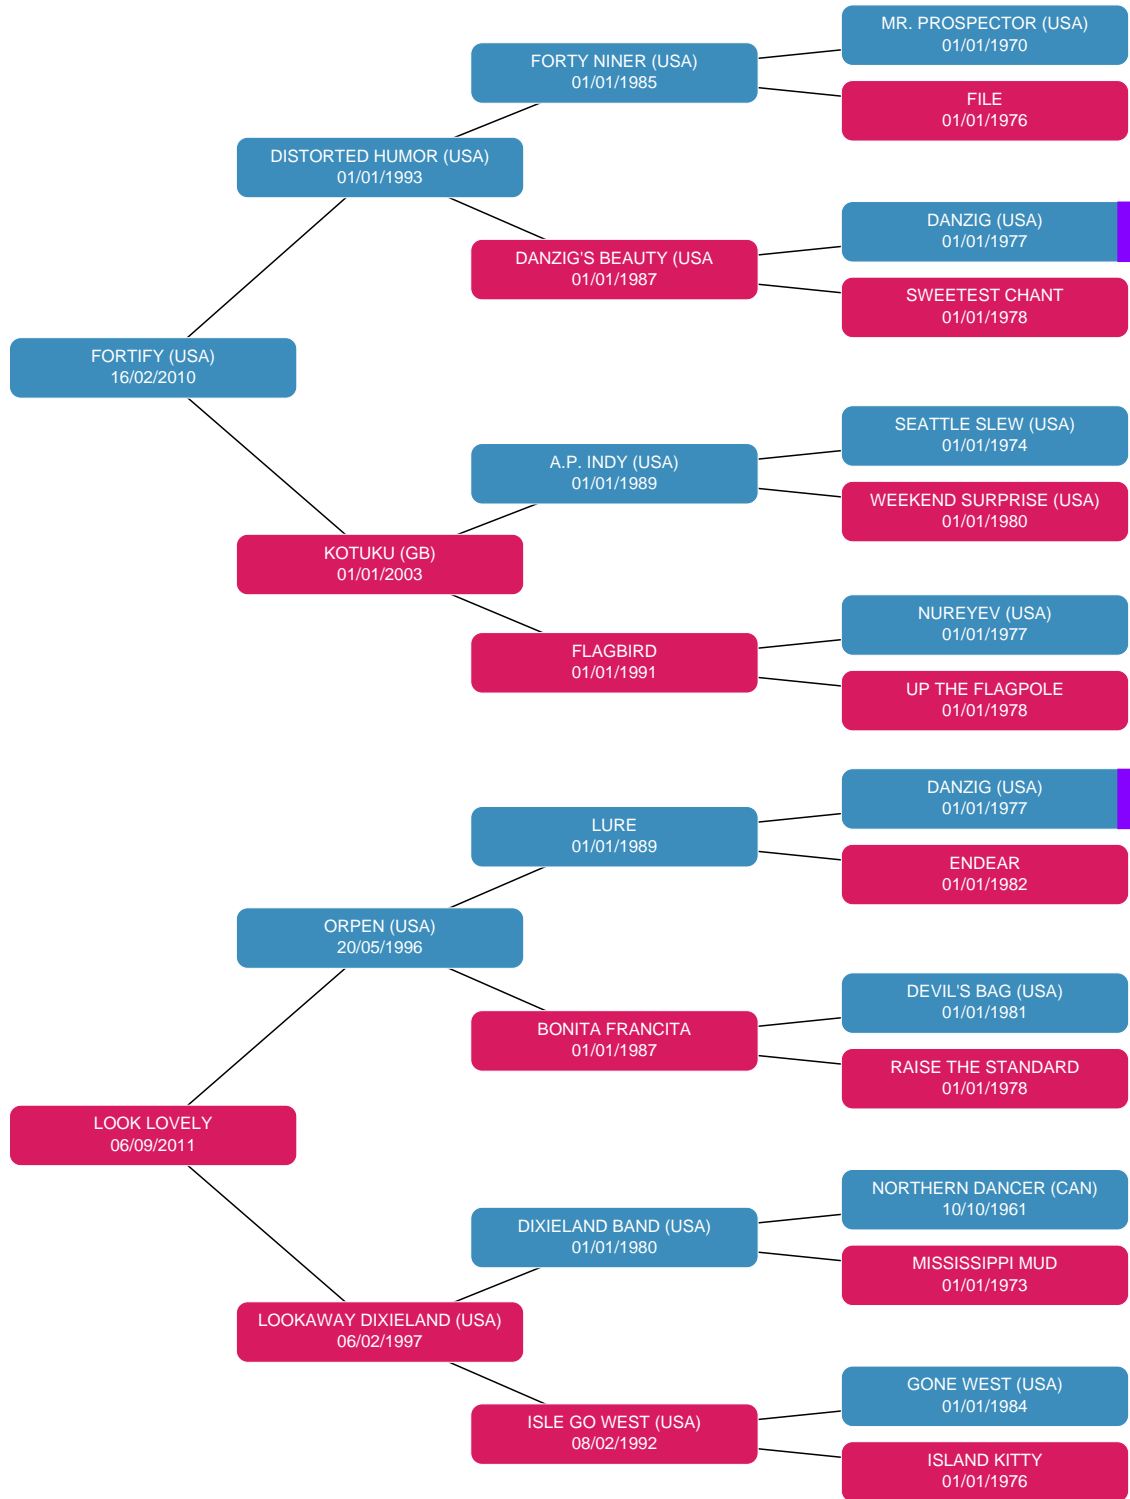 MR. PROSPECTOR (USA)
01/01/1970
FORTY NINER (USA)
01/01/1985
FILE
01/01/1976
DISTORTED HUMOR (USA)
01/01/1993
DANZIG (USA)
01/01/1977
DANZIG'S BEAUTY (USA
01/01/1987
SWEETEST CHANT
01/01/1978
FORTIFY (USA)
16/02/2010
SEATTLE SLEW (USA)
01/01/1974
A.P. INDY (USA)
01/01/1989
WEEKEND SURPRISE (USA)
01/01/1980
KOTUKU (GB)
01/01/2003
NUREYEV (USA)
01/01/1977
FLAGBIRD
01/01/1991
UP THE FLAGPOLE
01/01/1978
DANZIG (USA)
01/01/1977
LURE
01/01/1989
ENDEAR
01/01/1982
ORPEN (USA)
20/05/1996
DEVIL'S BAG (USA)
01/01/1981
BONITA FRANCITA
01/01/1987
RAISE THE STANDARD
01/01/1978
LOOK LOVELY
06/09/2011
NORTHERN DANCER (CAN)
10/10/1961
DIXIELAND BAND (USA)
01/01/1980
MISSISSIPPI MUD
01/01/1973
LOOKAWAY DIXIELAND (USA)
06/02/1997
GONE WEST (USA)
01/01/1984
ISLE GO WEST (USA)
08/02/1992
ISLAND KITTY
01/01/1976